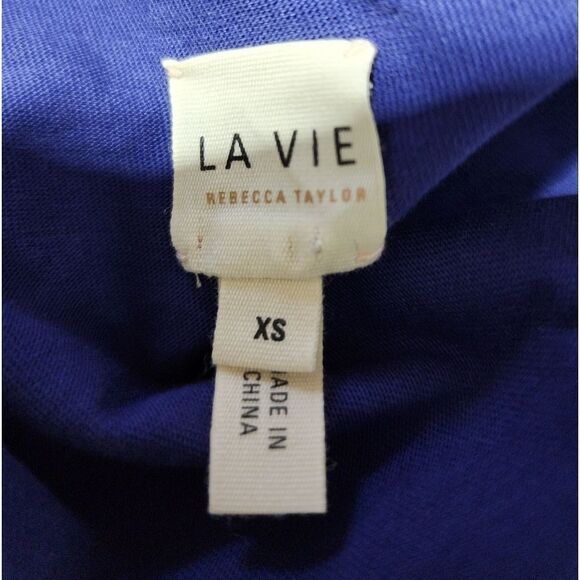 LA VIE
REBECCA TAYLOR
XS
MADE IN
CHINA